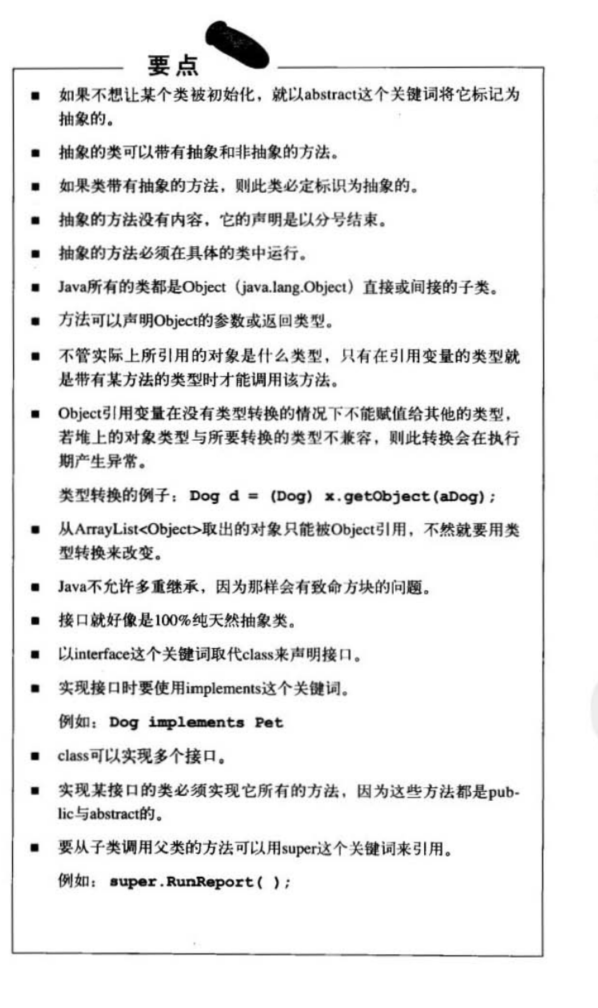 要点
■ 如果不想让某个类被初始化，就以abstract这个关键词将它标记为
抽象的。
■ 抽象的类可以带有抽象和非抽象的方法。
■ 如果类带有抽象的方法，则此类必定标识为抽象的。
■ 抽象的方法没有内容，它的声明是以分号结束。
■ 抽象的方法必须在具体的类中运行。
■ Java所有的类都是Object（java.lang.Object）直接或间接的子类。
■ 方法可以声明Object的参数或返回类型。
■ 不管实际上所引用的对象是什么类型，只有在引用变量的类型就
是带有某方法的类型时才能调用该方法。
■ Object引用变量在没有类型转换的情况下不能赋值给其他的类型，
若堆上的对象类型与所要转换的类型不兼容，则此转换会在执行
期产生异常。
类型转换的例子：Dog d = (Dog) x.getObject(aDog);
■ 从ArrayList<Object>取出的对象只能被Object引用，不然就要用类
型转换来改变。
■ Java不允许多重继承，因为那样会有致命方块的问题。
■ 接口就好像是100%纯天然抽象类。
■ 以interface这个关键词取代class来声明接口。
■ 实现接口时要使用implements这个关键词。
例如：Dog implements Pet
■ class可以实现多个接口。
■ 实现某接口的类必须实现它所有的方法，因为这些方法都是pub-
lic与abstract的。
■ 要从子类调用父类的方法可以用super这个关键词来引用。
例如：super.RunReport( );